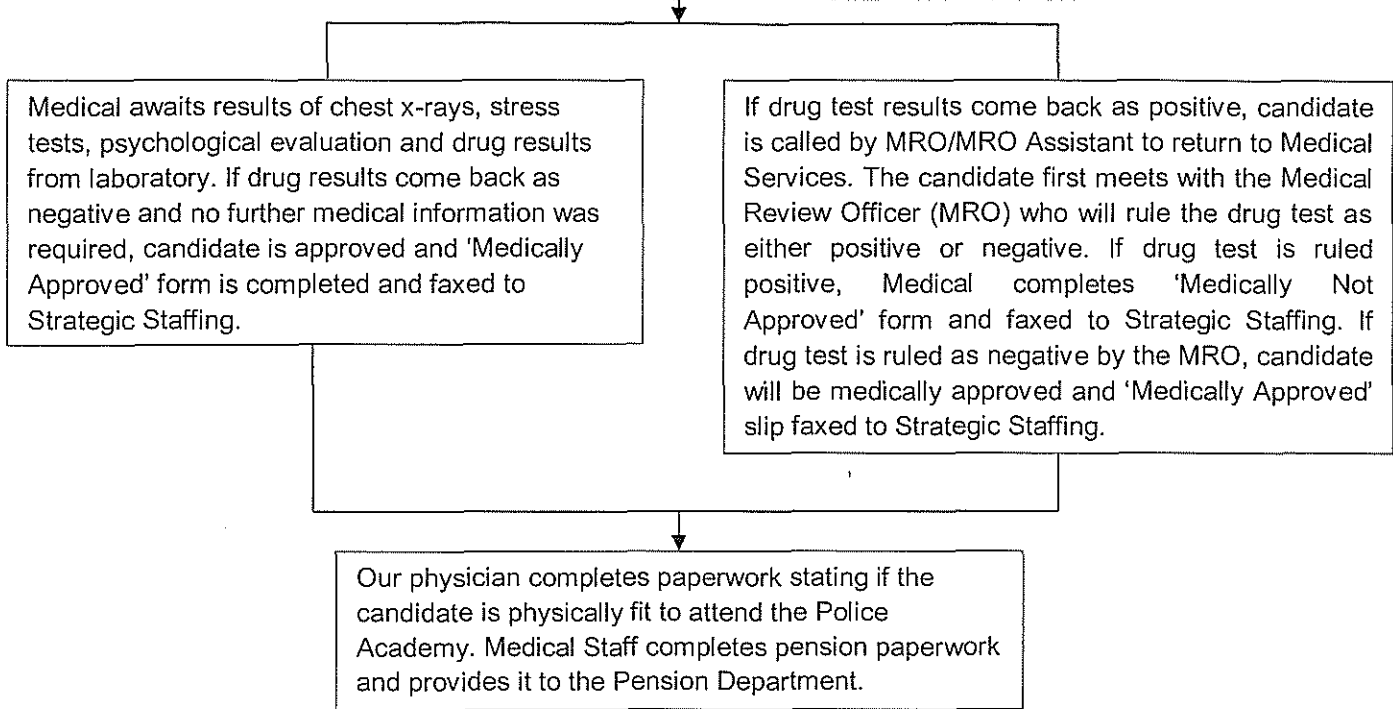 Medical awaits results of chest x-rays, stress
tests, psychological evaluation and drug results
from laboratory. If drug results come back as
negative and no further medical information was
required, candidate is approved and 'Medically
Approved' form is completed and faxed to
Strategic Staffing.
If drug test results come back as positive, candidate
is called by MRO/MRO Assistant to return to Medical
Services. The candidate first meets with the Medical
Review Officer (MRO) who will rule the drug test as
either positive or negative. If drug test is ruled
positive, Medical completes 'Medically Not
Approved' form and faxed to Strategic Staffing. If
drug test is ruled as negative by the MRO, candidate
will be medically approved and 'Medically Approved'
slip faxed to Strategic Staffing.
Our physician completes paperwork stating if the
candidate is physically fit to attend the Police
Academy. Medical Staff completes pension paperwork
and provides it to the Pension Department.